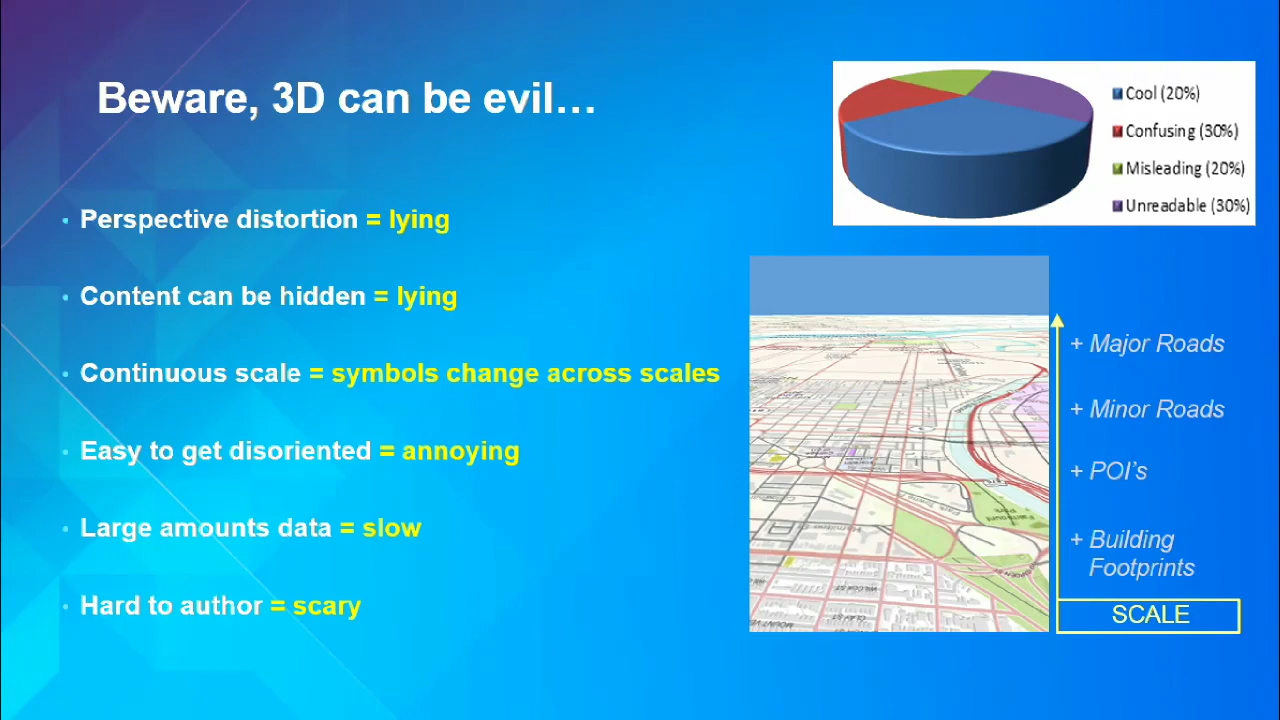 Beware, 3D can be evil…
Perspective distortion = lying
Content can be hidden = lying
Continuous scale = symbols change across scales
Easy to get disoriented = annoying
Large amounts data = slow
Hard to author = scary
Cool (20%)
Confusing (30%)
Misleading (20%)
Unreadable (30%)
+ Major Roads
+ Minor Roads
+ POI's
+ Building
Footprints
SCALE